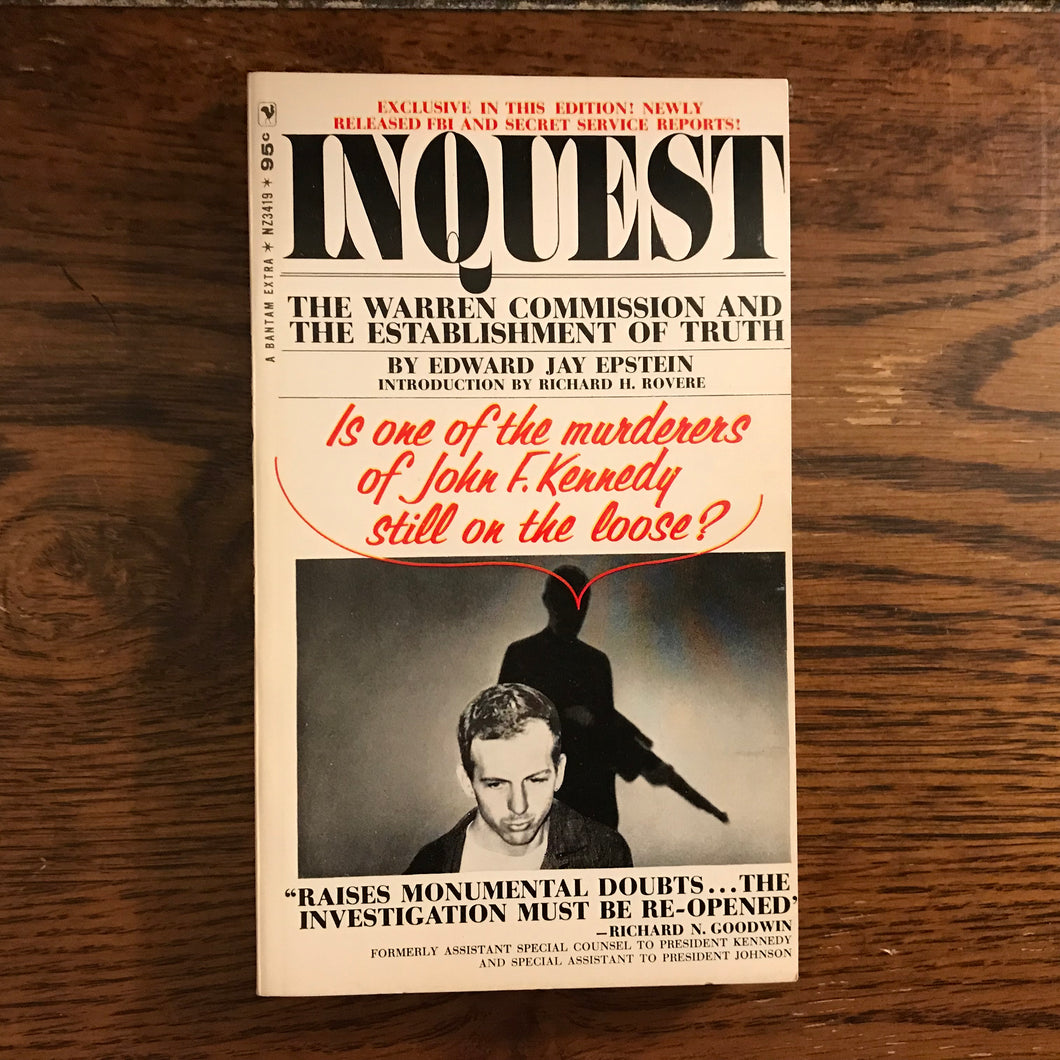 EXCLUSIVE IN THIS EDITION! NEWLY
RELEASED FBI AND SECRET SERVICE REPORTS!
INQUEST
THE WARREN COMMISSION AND
THE ESTABLISHMENT OF TRUTH
BY EDWARD JAY EPSTEIN
INTRODUCTION BY RICHARD H. ROVERE
Is one of the murderers
of John F. Kennedy
still on the loose?
“RAISES MONUMENTAL DOUBTS...THE
INVESTIGATION MUST BE RE-OPENED’
—RICHARD N. GOODWIN
FORMERLY ASSISTANT SPECIAL COUNSEL TO PRESIDENT KENNEDY
AND SPECIAL ASSISTANT TO PRESIDENT JOHNSON
A BANTAM EXTRA * NZ3419 * 95c